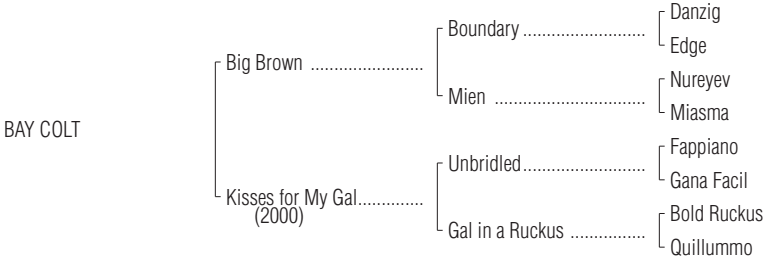 Danzig
Boundary ..........................
Edge
Big Brown ........................
Nureyev
Mien ................................
Miasma
BAY COLT
Fappiano
Unbridled..........................
Gana Facil
Kisses for My Gal..............
(2000)
Bold Ruckus
Gal in a Ruckus ................
Quillummo